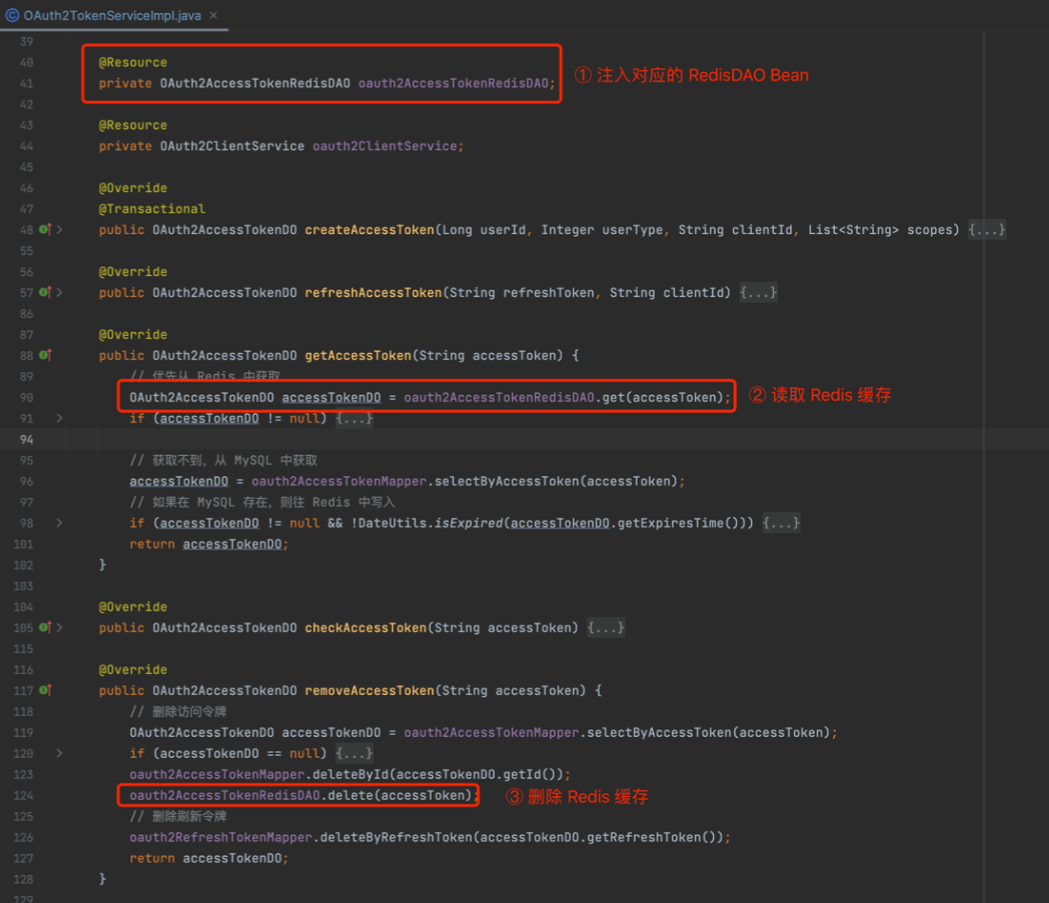 OAuth2TokenServiceImpl.java ×
39
40 @Resource
41 private OAuth2AccessTokenRedisDAO oauth2AccessTokenRedisDAO; ① 注入对应的 RedisDAO Bean
42
43 @Resource
44 private OAuth2ClientService oauth2ClientService;
45
46 @Override
47 @Transactional
48 public OAuth2AccessTokenDO createAccessToken(Long userId, Integer userType, String clientId, List<String> scopes) {...}
55
56 @Override
57 public OAuth2AccessTokenDO refreshAccessToken(String refreshToken, String clientId) {...}
86
87 @Override
88 public OAuth2AccessTokenDO getAccessToken(String accessToken) {
89 // 优先从 Redis 中获取
90 OAuth2AccessTokenDO accessTokenDO = oauth2AccessTokenRedisDAO.get(accessToken); ② 读取 Redis 缓存
91 if (accessTokenDO != null) {...}
94
95 // 获取不到，从 MySQL 中获取
96 accessTokenDO = oauth2AccessTokenMapper.selectByAccessToken(accessToken);
97 // 如果在 MySQL 存在，则往 Redis 中写入
98 if (accessTokenDO != null && !DateUtils.isExpired(accessTokenDO.getExpiresTime())) {...}
101 return accessTokenDO;
102 }
103
104 @Override
105 public OAuth2AccessTokenDO checkAccessToken(String accessToken) {...}
115
116 @Override
117 public OAuth2AccessTokenDO removeAccessToken(String accessToken) {
118 // 删除访问令牌
119 OAuth2AccessTokenDO accessTokenDO = oauth2AccessTokenMapper.selectByAccessToken(accessToken);
120 if (accessTokenDO == null) {...}
123 oauth2AccessTokenMapper.deleteById(accessTokenDO.getId());
124 oauth2AccessTokenRedisDAO.delete(accessToken); ③ 删除 Redis 缓存
125 // 删除刷新令牌
126 oauth2RefreshTokenMapper.deleteByRefreshToken(accessTokenDO.getRefreshToken());
127 return accessTokenDO;
128 }
129